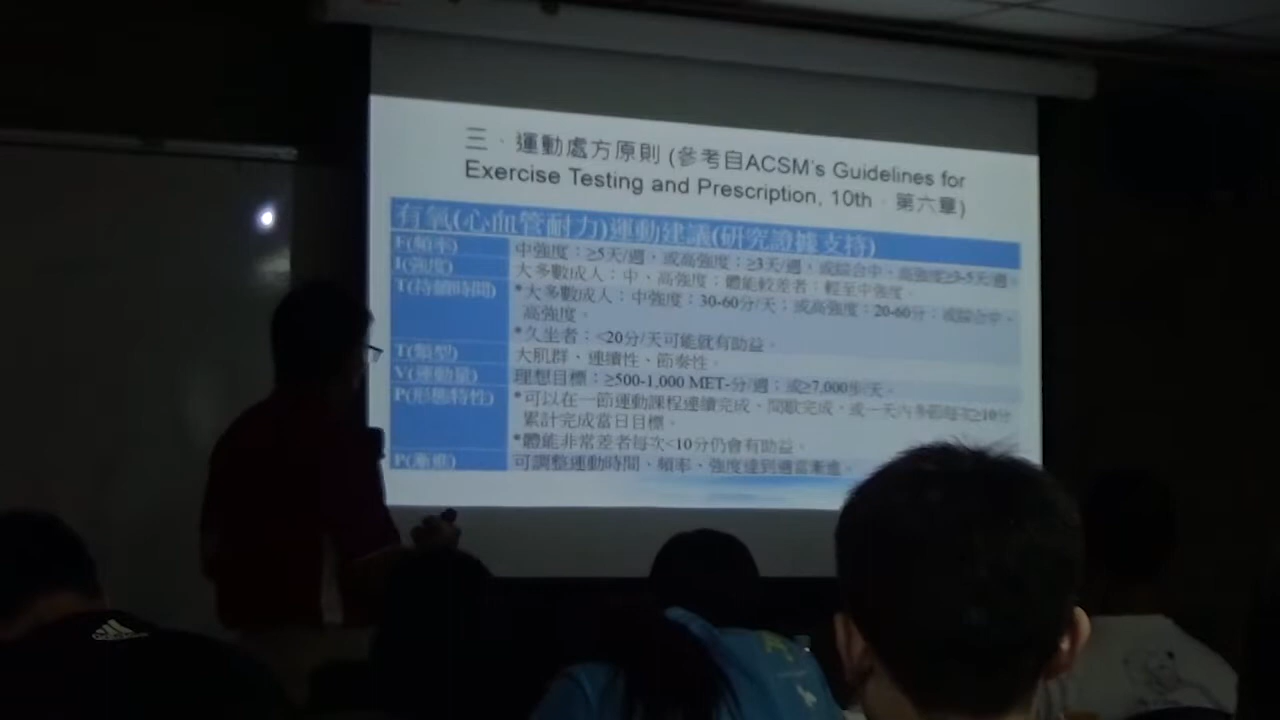 三、運動處方原則 (參考自ACSM's Guidelines for
Exercise Testing and Prescription, 10th，第六章)
有氧(心血管耐力)運動建議(研究證據支持)
F(頻率) 中強度：≥5天/週，或高強度：≥3天/週，或綜合中、高強度≥3-5天/週。
I(強度) 大多數成人：中、高強度；體能較差者：輕至中強度。
T(持續時間) *大多數成人：中強度：30-60分/天；或高強度：20-60分；或綜合中、
高強度。
*久坐者：<20分/天可能就有助益。
T(類型) 大肌群、連續性、節奏性。
V(運動量) 理想目標：≥500-1,000 MET-分/週；或≥7,000步/天。
P(形態特性) *可以在一節運動課程連續完成、間歇完成、或一天內多節每次≥10分
累計完成當日目標。
*體能非常差者每次<10分仍會有助益。
P(漸進) 可調整運動時間、頻率、強度達到適當漸進。
adidas